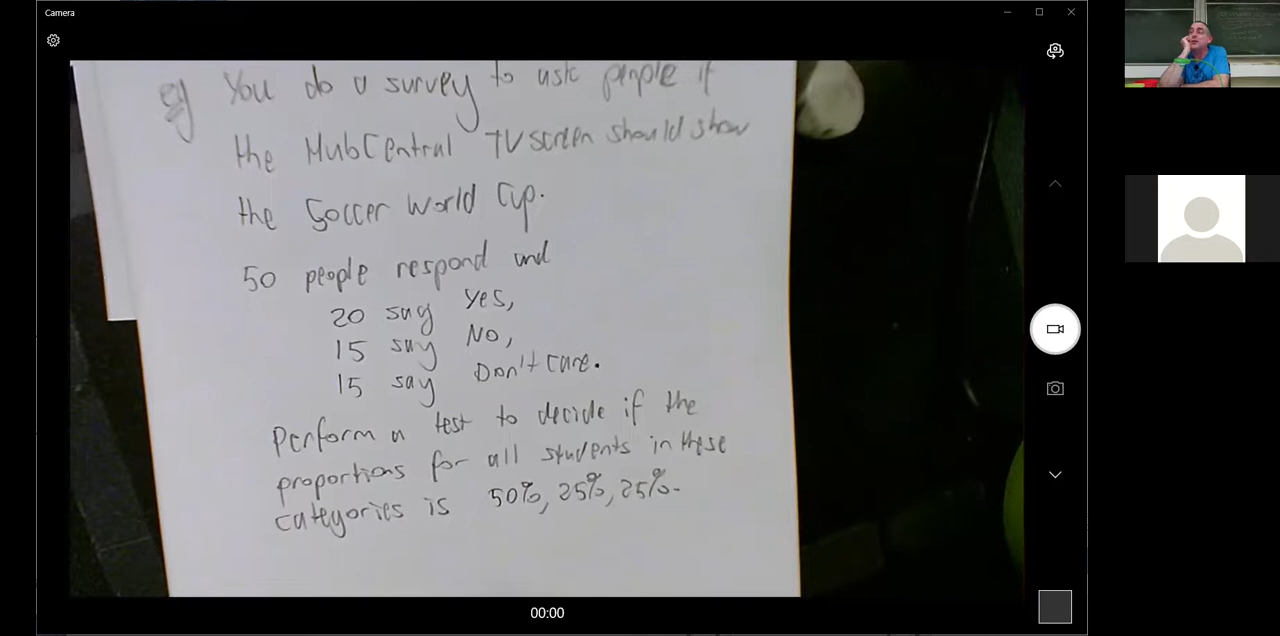 Camera
eg You do a survey to ask people if
the HubCentral TV screen should show
the Soccer World Cup.
50 people respond and
20 say Yes,
15 say No,
15 say Don't care.
Perform a test to decide if the
proportions for all students in these
categories is 50%, 25%, 25%.
00:00